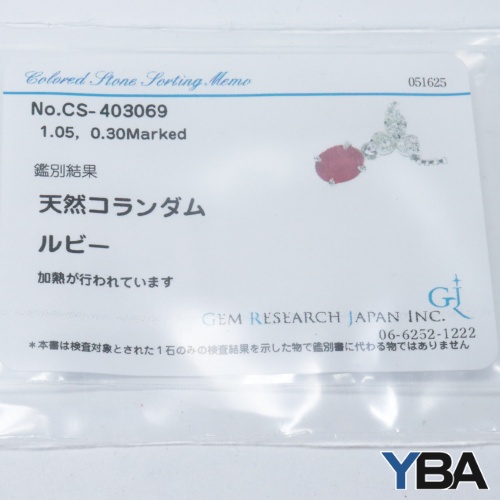 Colored Stone Sorting Memo 051625
No.CS-403069
1.05, 0.30Marked
鑑別結果
天然コランダム
ルビー
加熱が行われています
GJ
GEM RESEARCH JAPAN INC.
06-6252-1222
*本書は検査対象とされた1石のみの検査結果を示した物で鑑別書に代わる物ではありません
YBA